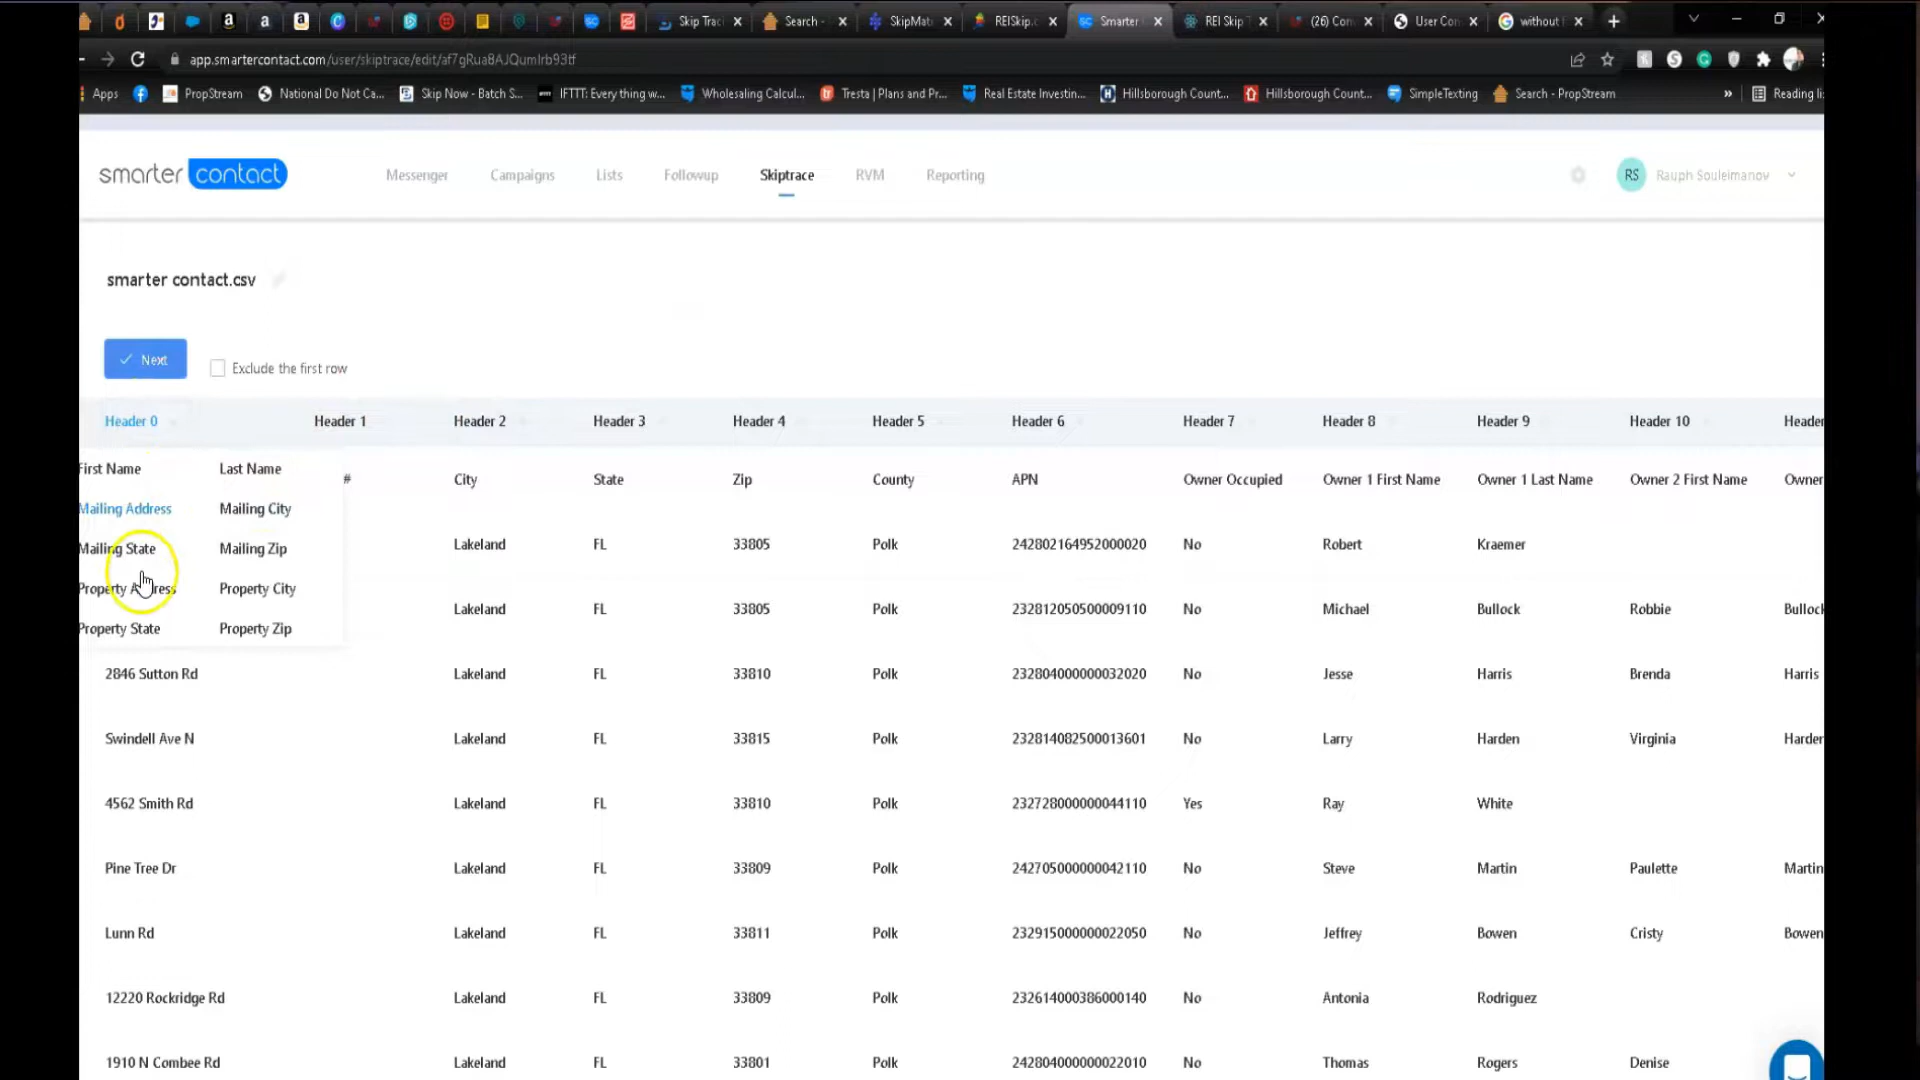 Skip Trac
Search -
SkipMat
REISkip.c
Smarter
REI Skip T
(26) Con
User Con
without
app.smartercontact.com/user/skiptrace/edit/af7gRua8AJQumlrb93tf
Apps
PropStream
National Do Not Ca...
Skip Now - Batch S...
IFTTT: Every thing w...
Wholesaling Calcul...
Tresta | Plans and Pr...
Real Estate Investin...
Hillsborough Count...
Hillsborough Count...
SimpleTexting
Search - PropStream
»
Reading li
smarter contact
Messenger
Campaigns
Lists
Followup
Skiptrace
RVM
Reporting
RS
Rauph Souleimanov
smarter contact.csv
Next
Exclude the first row
Header 0 Header 1 Header 2 Header 3 Header 4 Header 5 Header 6 Header 7 Header 8 Header 9 Header 10 Header
First Name Last Name
# City State Zip County APN Owner Occupied Owner 1 First Name Owner 1 Last Name Owner 2 First Name Owner
Mailing Address Mailing City
Mailing State Mailing Zip
Lakeland FL 33805 Polk 242802164952000020 No Robert Kraemer
Property Address Property City
Lakeland FL 33805 Polk 232812050500009110 No Michael Bullock Robbie Bullock
Property State Property Zip
2846 Sutton Rd Lakeland FL 33810 Polk 232804000000032020 No Jesse Harris Brenda Harris
Swindell Ave N Lakeland FL 33815 Polk 232814082500013601 No Larry Harden Virginia Harder
4562 Smith Rd Lakeland FL 33810 Polk 232728000000044110 Yes Ray White
Pine Tree Dr Lakeland FL 33809 Polk 242705000000042110 No Steve Martin Paulette Martin
Lunn Rd Lakeland FL 33811 Polk 232915000000022050 No Jeffrey Bowen Cristy Bowen
12220 Rockridge Rd Lakeland FL 33809 Polk 232614000386000140 No Antonia Rodriguez
1910 N Combee Rd Lakeland FL 33801 Polk 242804000000022010 No Thomas Rogers Denise